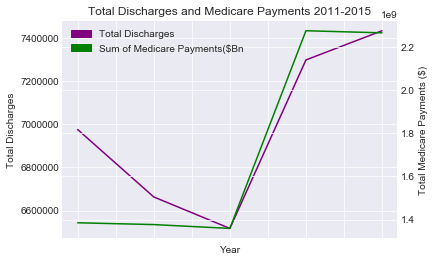 Total Discharges and Medicare Payments 2011-2015
1e9
Total Discharges
Sum of Medicare Payments($Bn
7400000
7200000
7000000
6800000
6600000
2.2
2.0
1.8
1.6
1.4
Total Discharges
Total Medicare Payments ($)
Year